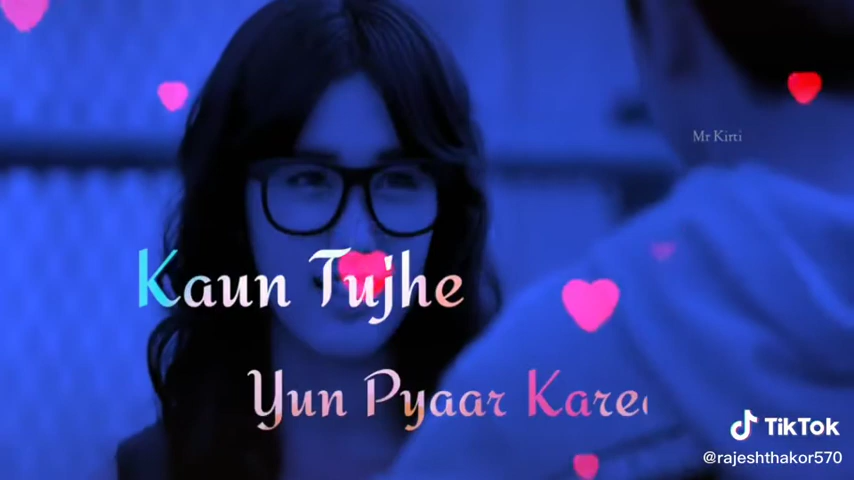 Mr Kirti
Kaun Tujhe
Yun Pyaar Kare
TikTok
@rajeshthakor570